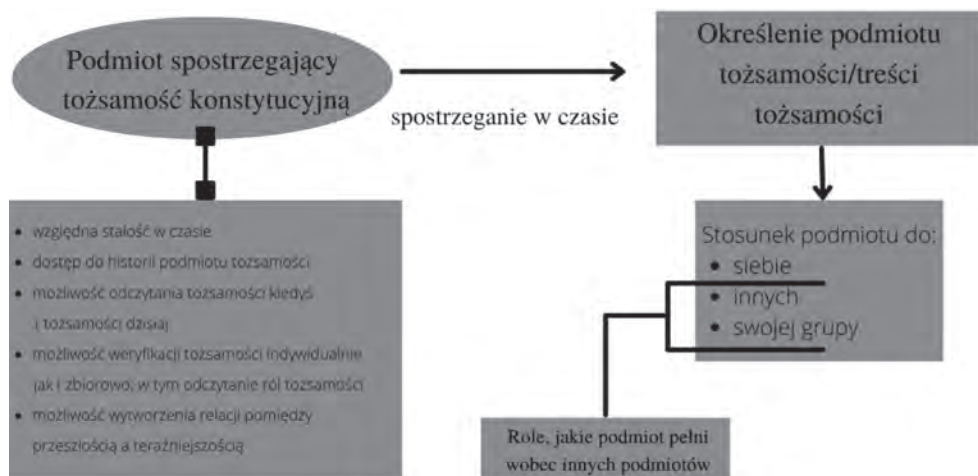 Podmiot spostrzegający
tożsamość konstytucyjną
spostrzeganie w czasie
Określenie podmiotu
tożsamości/treści
tożsamości
• względna stałość w czasie
• dostęp do historii podmiotu tożsamości
• możliwość odczytania tożsamości kiedyś
i tożsamości dzisiaj
• możliwość weryfikacji tożsamości indywidualnie
jak i zbiorowo, w tym odczytanie ról tożsamości
• możliwość wytworzenia relacji pomiędzy
przeszłością a teraźniejszością
Stosunek podmiotu do:
• siebie
• innych
• swojej grupy
Role, jakie podmiot pełni
wobec innych podmiotów